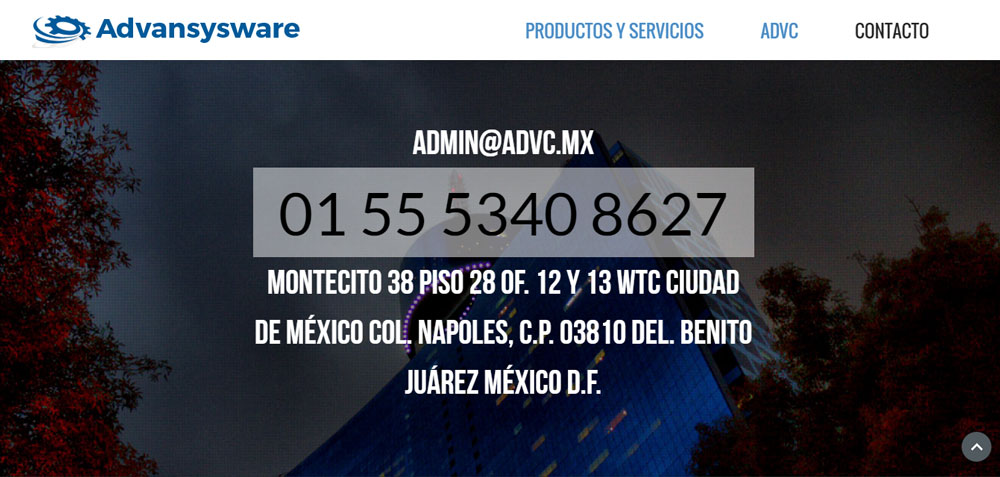 Advansysware
PRODUCTOS Y SERVICIOS
ADVC
CONTACTO
ADMIN@ADVC.MX
01 55 5340 8627
MONTECITO 38 PISO 28 OF. 12 Y 13 WTC CIUDAD
DE MÉXICO COL. NAPOLES, C.P. 03810 DEL. BENITO
JUÁREZ MÉXICO D.F.